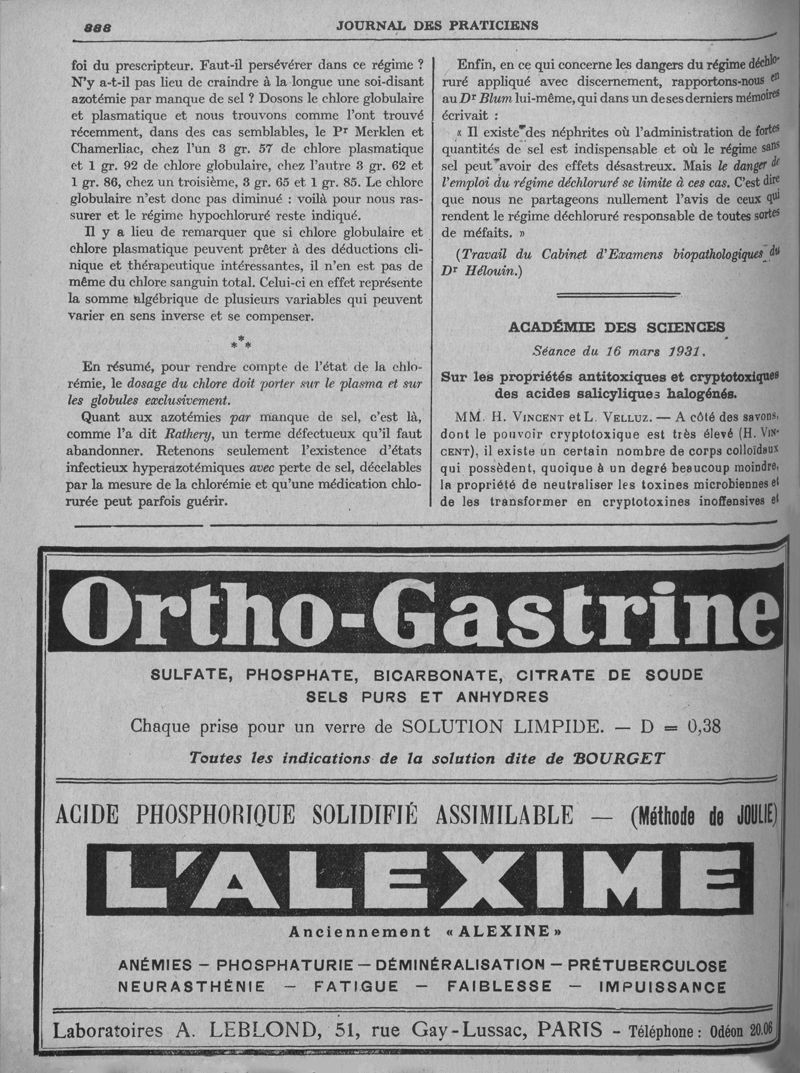 888
JOURNAL DES PRATICIENS
foi du prescripteur. Faut-il persévérer dans ce régime ?
N'y a-t-il pas lieu de craindre à la longue une soi-disant
azotémie par manque de sel ? Dosons le chlore globulaire
et plasmatique et nous trouvons comme l'ont trouvé
récemment, dans des cas semblables, le Pr Merklen et
Chamerliac, chez l'un 3 gr. 57 de chlore plasmatique
et 1 gr. 92 de chlore globulaire, chez l'autre 3 gr. 62 et
1 gr. 86, chez un troisième, 3 gr. 65 et 1 gr. 85. Le chlore
globulaire n'est donc pas diminué : voilà pour nous ras-
surer et le régime hypochloruré reste indiqué.
Il y a lieu de remarquer que si chlore globulaire et
chlore plasmatique peuvent prêter à des déductions cli-
nique et thérapeutique intéressantes, il n'en est pas de
même du chlore sanguin total. Celui-ci en effet représente
la somme algébrique de plusieurs variables qui peuvent
varier en sens inverse et se compenser.
* * *
En résumé, pour rendre compte de l'état de la chlo-
rémie, le dosage du chlore doit porter sur le plasma et sur
les globules exclusivement.
Quant aux azotémies par manque de sel, c'est là,
comme l'a dit Rathery, un terme défectueux qu'il faut
abandonner. Retenons seulement l'existence d'états
infectieux hyperazotémiques avec perte de sel, décelables
par la mesure de la chlorémie et qu'une médication chlo-
rurée peut parfois guérir.
Enfin, en ce qui concerne les dangers du régime déchlo-
ruré appliqué avec discernement, rapportons-nous en
au Dr Blum lui-même, qui dans un de ses derniers mémoires
écrivait :
« Il existe des néphrites où l'administration de fortes
quantités de sel est indispensable et où le régime sans
sel peut avoir des effets désastreux. Mais le danger de
l'emploi du régime déchloruré se limite à ces cas. C'est dire
que nous ne partageons nullement l'avis de ceux qui
rendent le régime déchloruré responsable de toutes sortes
de méfaits. »
(Travail du Cabinet d'Examens biopathologiques du
Dr Hélouin.)
ACADÉMIE DES SCIENCES
Séance du 16 mars 1931.
Sur les propriétés antitoxiques et cryptotoxiques
des acides salicyliques halogénés.
MM. H. VINCENT et L. VELLUZ. — A côté des savons,
dont le pouvoir cryptotoxique est très élevé (H. VIN-
CENT), il existe un certain nombre de corps colloïdaux
qui possèdent, quoique à un degré beaucoup moindre,
la propriété de neutraliser les toxines microbiennes et
de les transformer en cryptotoxines inoffensives et
Ortho-Gastrine
SULFATE, PHOSPHATE, BICARBONATE, CITRATE DE SOUDE
SELS PURS ET ANHYDRES
Chaque prise pour un verre de SOLUTION LIMPIDE. — D = 0,38
Toutes les indications de la solution dite de BOURGET
ACIDE PHOSPHORIQUE SOLIDIFIÉ ASSIMILABLE — (Méthode de JOULIE)
L'ALEXIME
Anciennement « ALEXINE »
ANÉMIES — PHOSPHATURIE — DÉMINÉRALISATION — PRÉTUBERCULOSE
NEURASTHÉNIE — FATIGUE — FAIBLESSE — IMPUISSANCE
Laboratoires A. LEBLOND, 51, rue Gay-Lussac, PARIS - Téléphone : Odéon 20.06